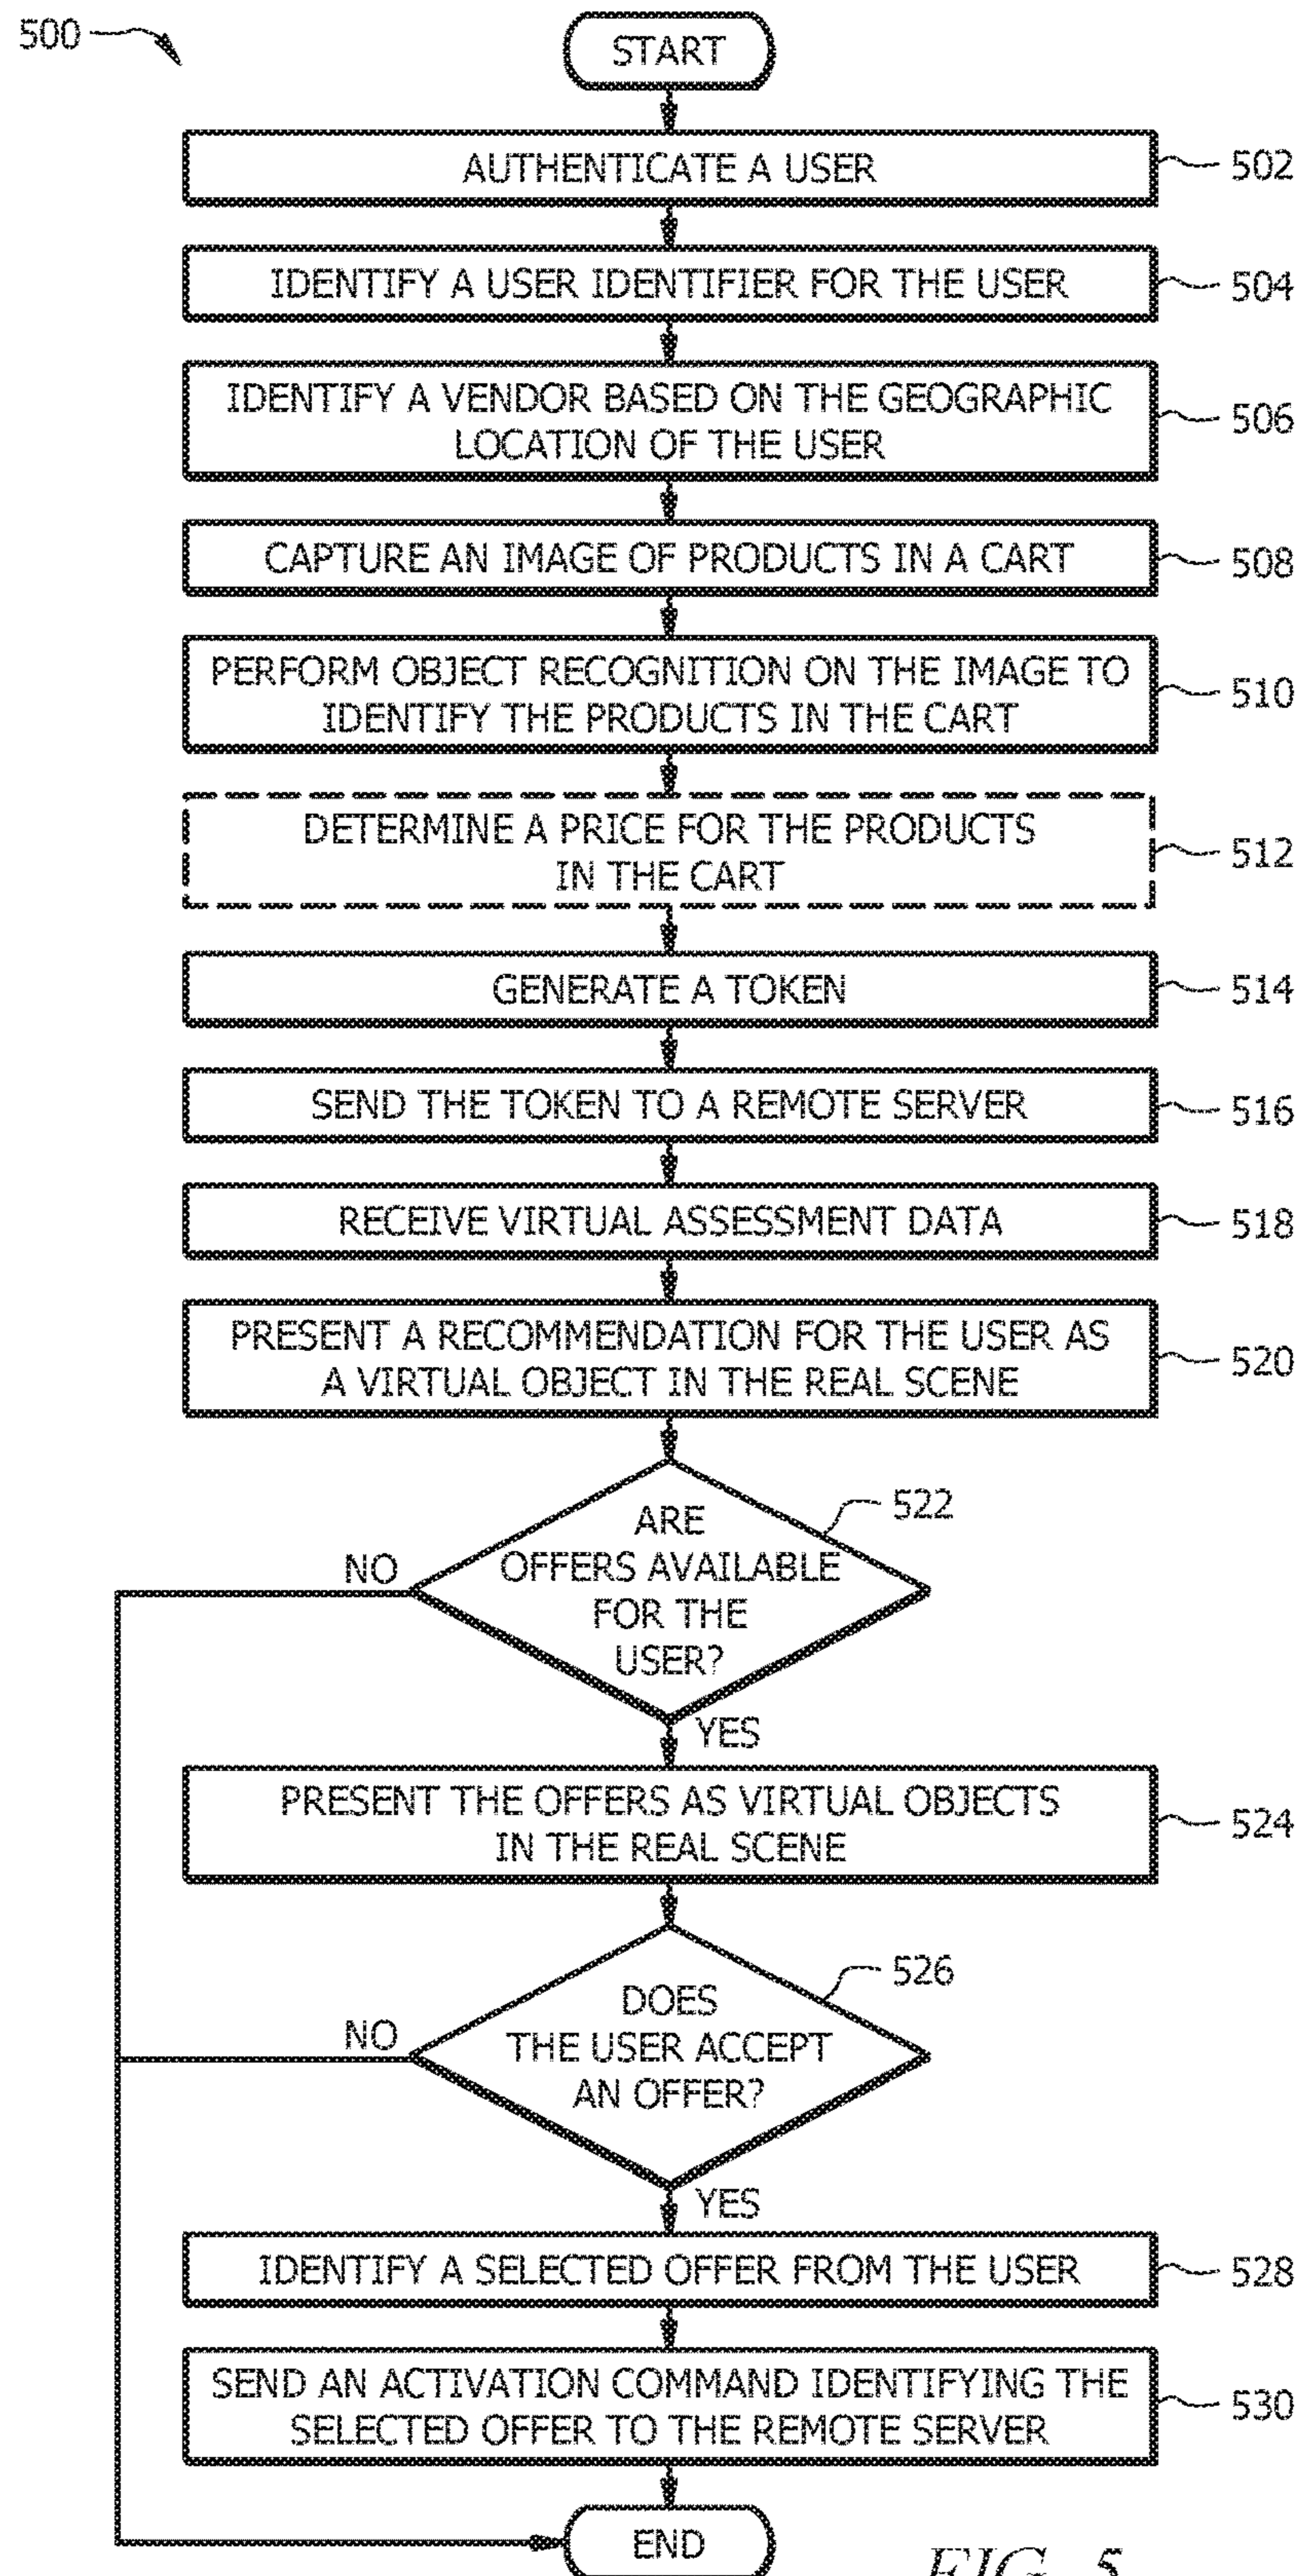 500
START
AUTHENTICATE A USER
502
IDENTIFY A USER IDENTIFIER FOR THE USER
504
IDENTIFY A VENDOR BASED ON THE GEOGRAPHIC
LOCATION OF THE USER
506
CAPTURE AN IMAGE OF PRODUCTS IN A CART
508
PERFORM OBJECT RECOGNITION ON THE IMAGE TO
IDENTIFY THE PRODUCTS IN THE CART
510
DETERMINE A PRICE FOR THE PRODUCTS
IN THE CART
512
GENERATE A TOKEN
514
SEND THE TOKEN TO A REMOTE SERVER
516
RECEIVE VIRTUAL ASSESSMENT DATA
518
PRESENT A RECOMMENDATION FOR THE USER AS
A VIRTUAL OBJECT IN THE REAL SCENE
520
ARE
OFFERS AVAILABLE
FOR THE
USER?
522
NO
YES
PRESENT THE OFFERS AS VIRTUAL OBJECTS
IN THE REAL SCENE
524
DOES
THE USER ACCEPT
AN OFFER?
526
NO
YES
IDENTIFY A SELECTED OFFER FROM THE USER
528
SEND AN ACTIVATION COMMAND IDENTIFYING THE
SELECTED OFFER TO THE REMOTE SERVER
530
END
FIG. 5